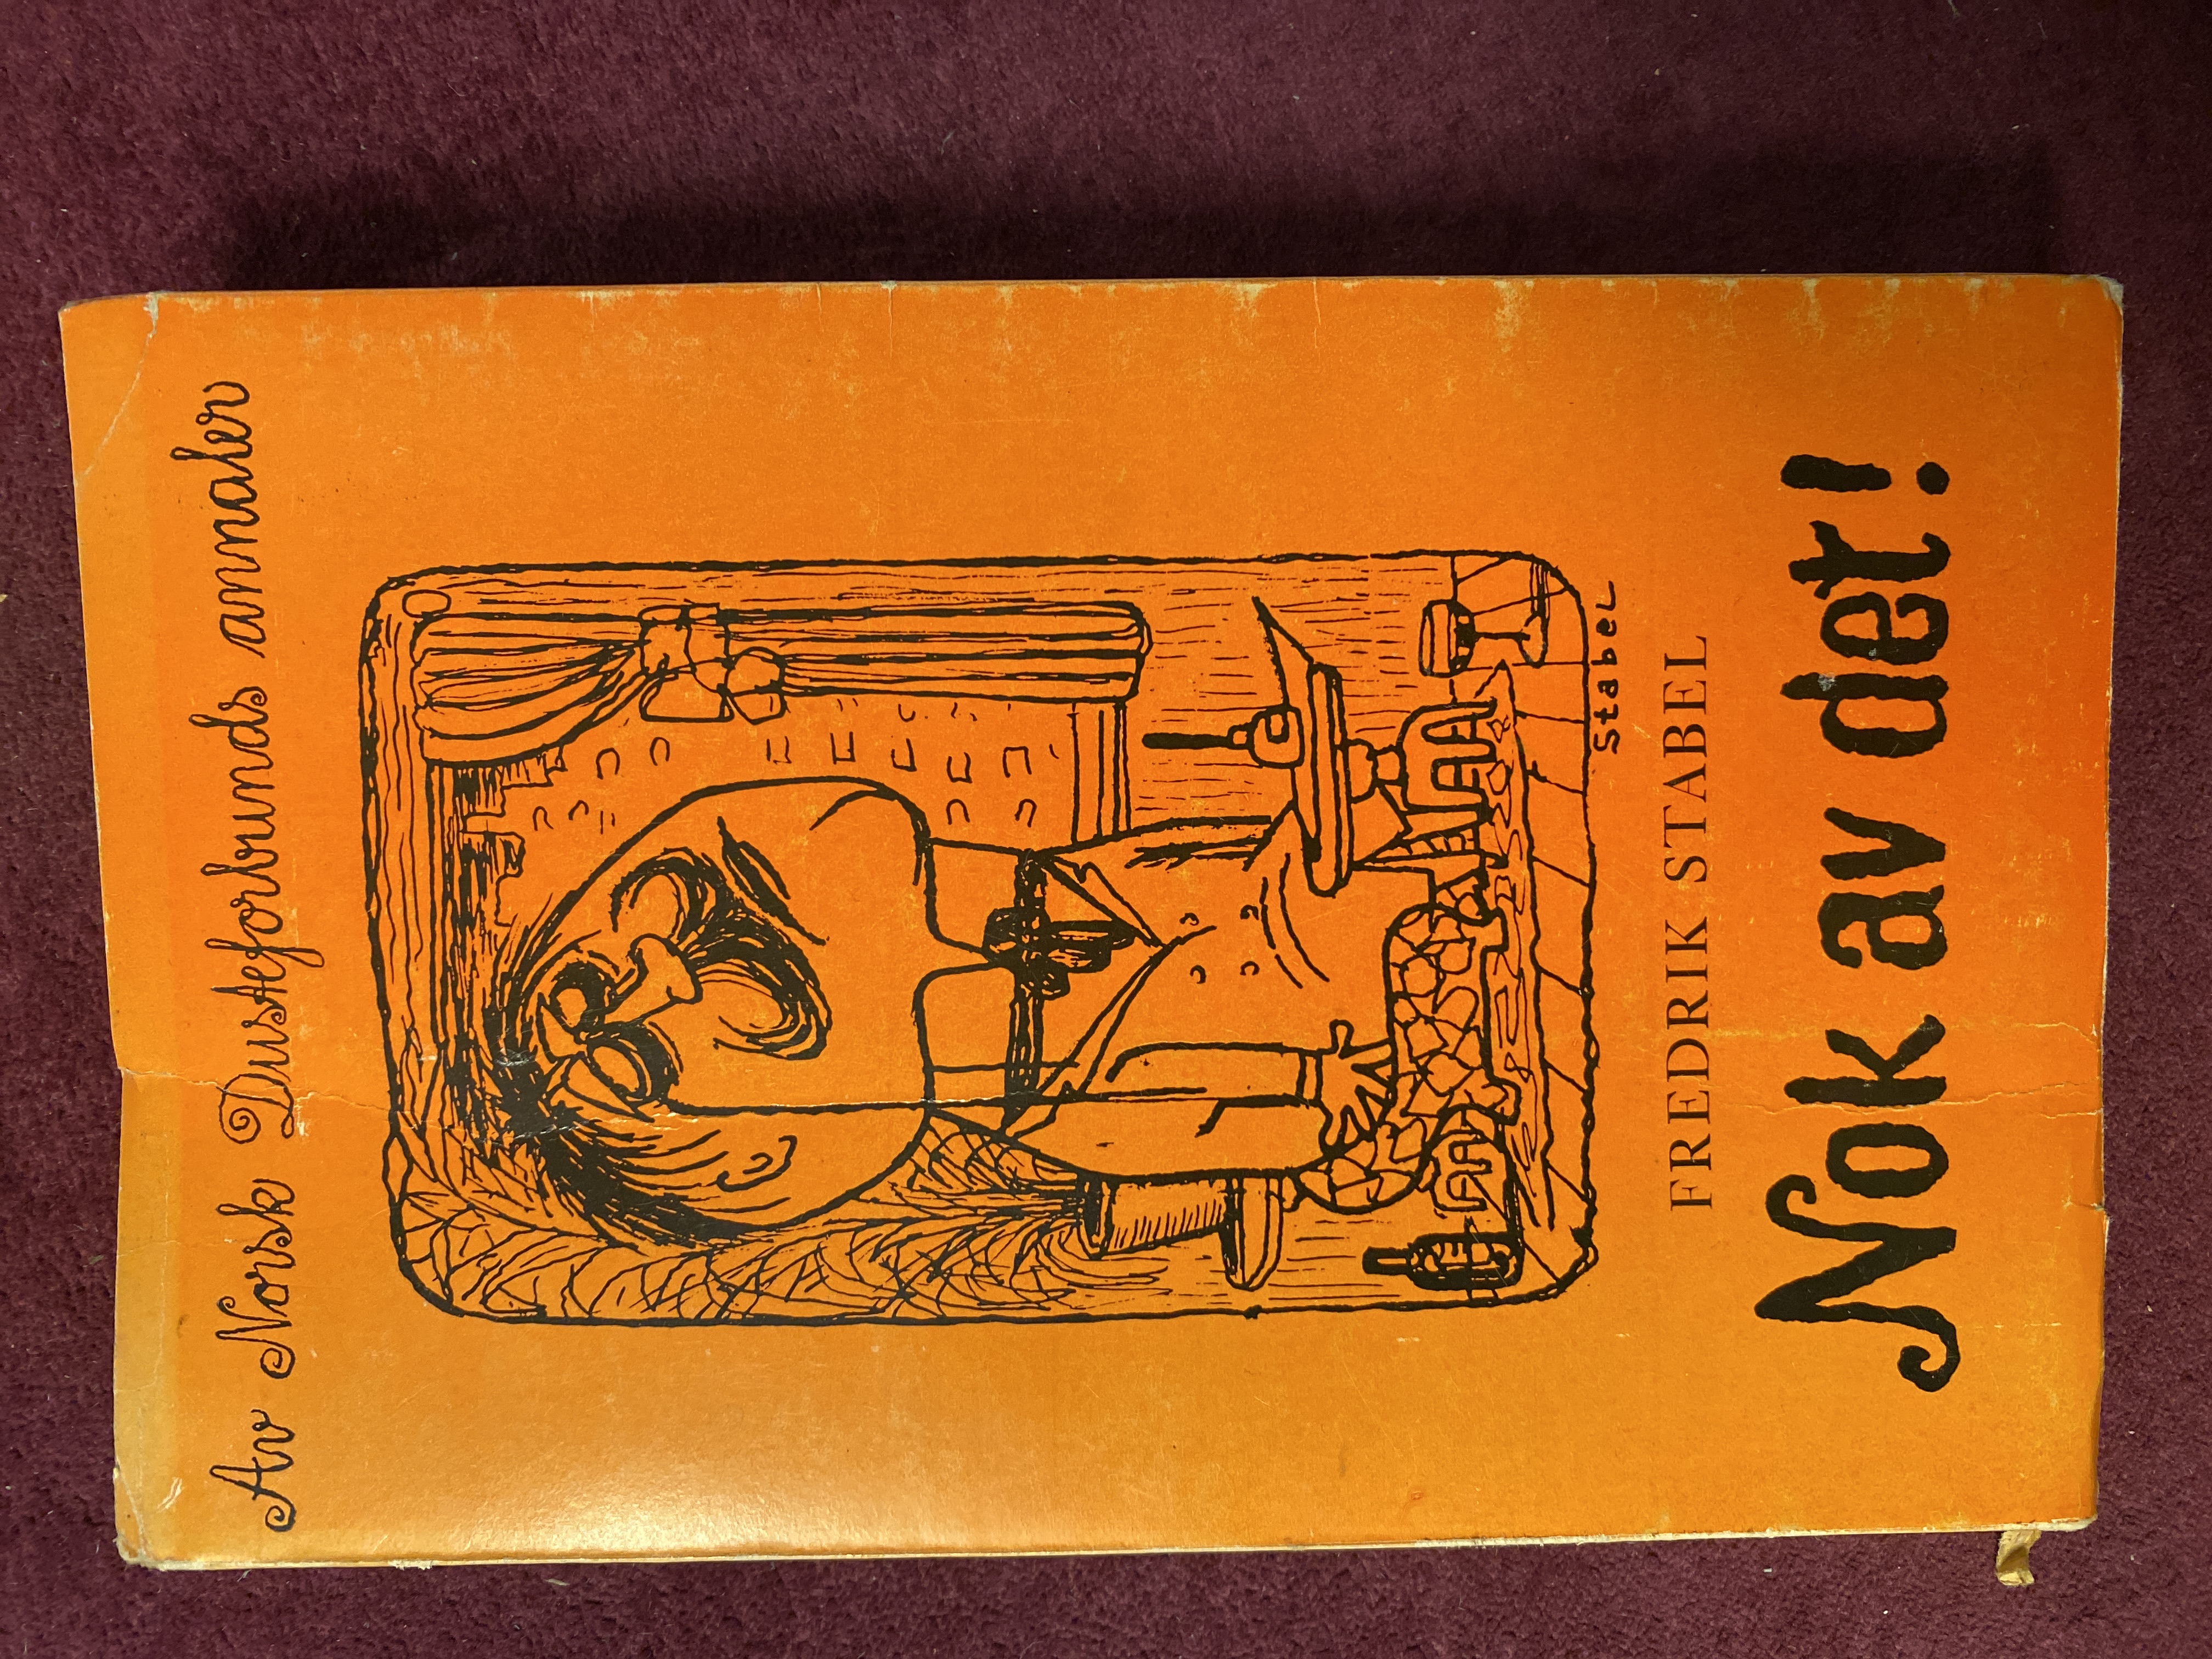 Av Norsk Dusteforbunds annaler
Stabel
FREDRIK STABEL
Nok av det!